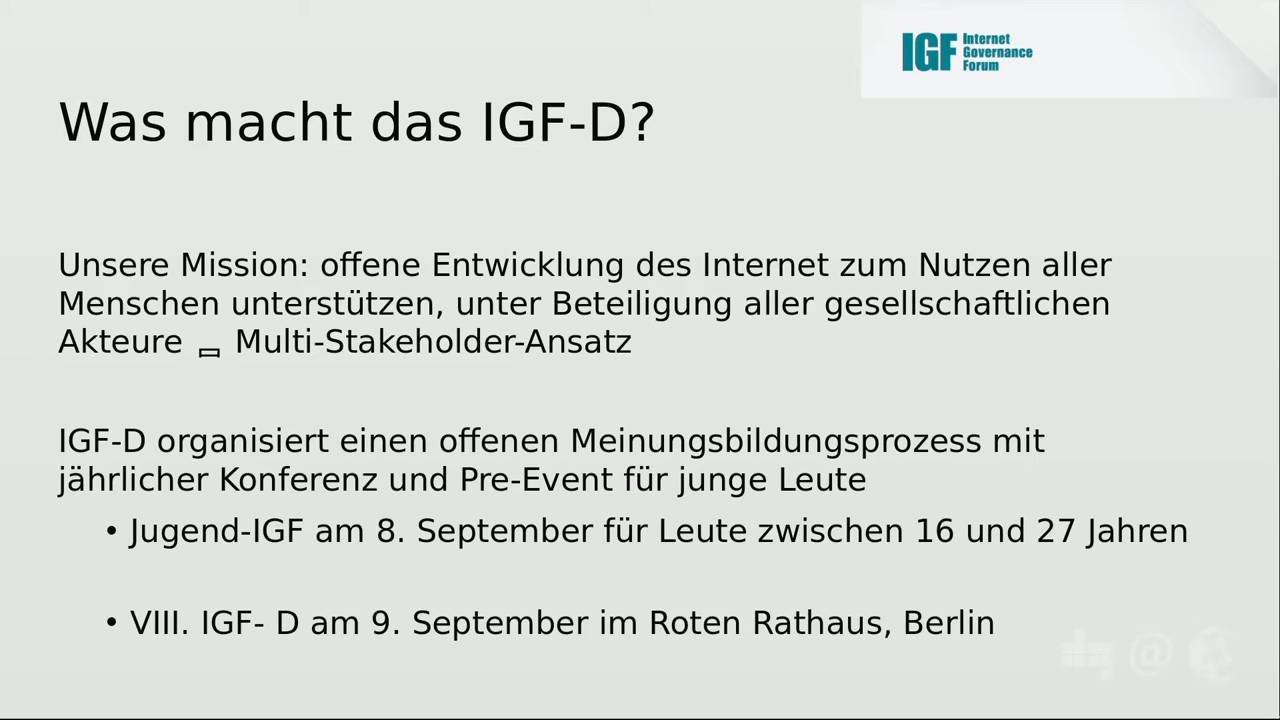 IGF Internet
Governance
Forum
Was macht das IGF-D?
Unsere Mission: offene Entwicklung des Internet zum Nutzen aller
Menschen unterstützen, unter Beteiligung aller gesellschaftlichen
Akteure ▭ Multi-Stakeholder-Ansatz
IGF-D organisiert einen offenen Meinungsbildungsprozess mit
jährlicher Konferenz und Pre-Event für junge Leute
• Jugend-IGF am 8. September für Leute zwischen 16 und 27 Jahren
• VIII. IGF- D am 9. September im Roten Rathaus, Berlin
@